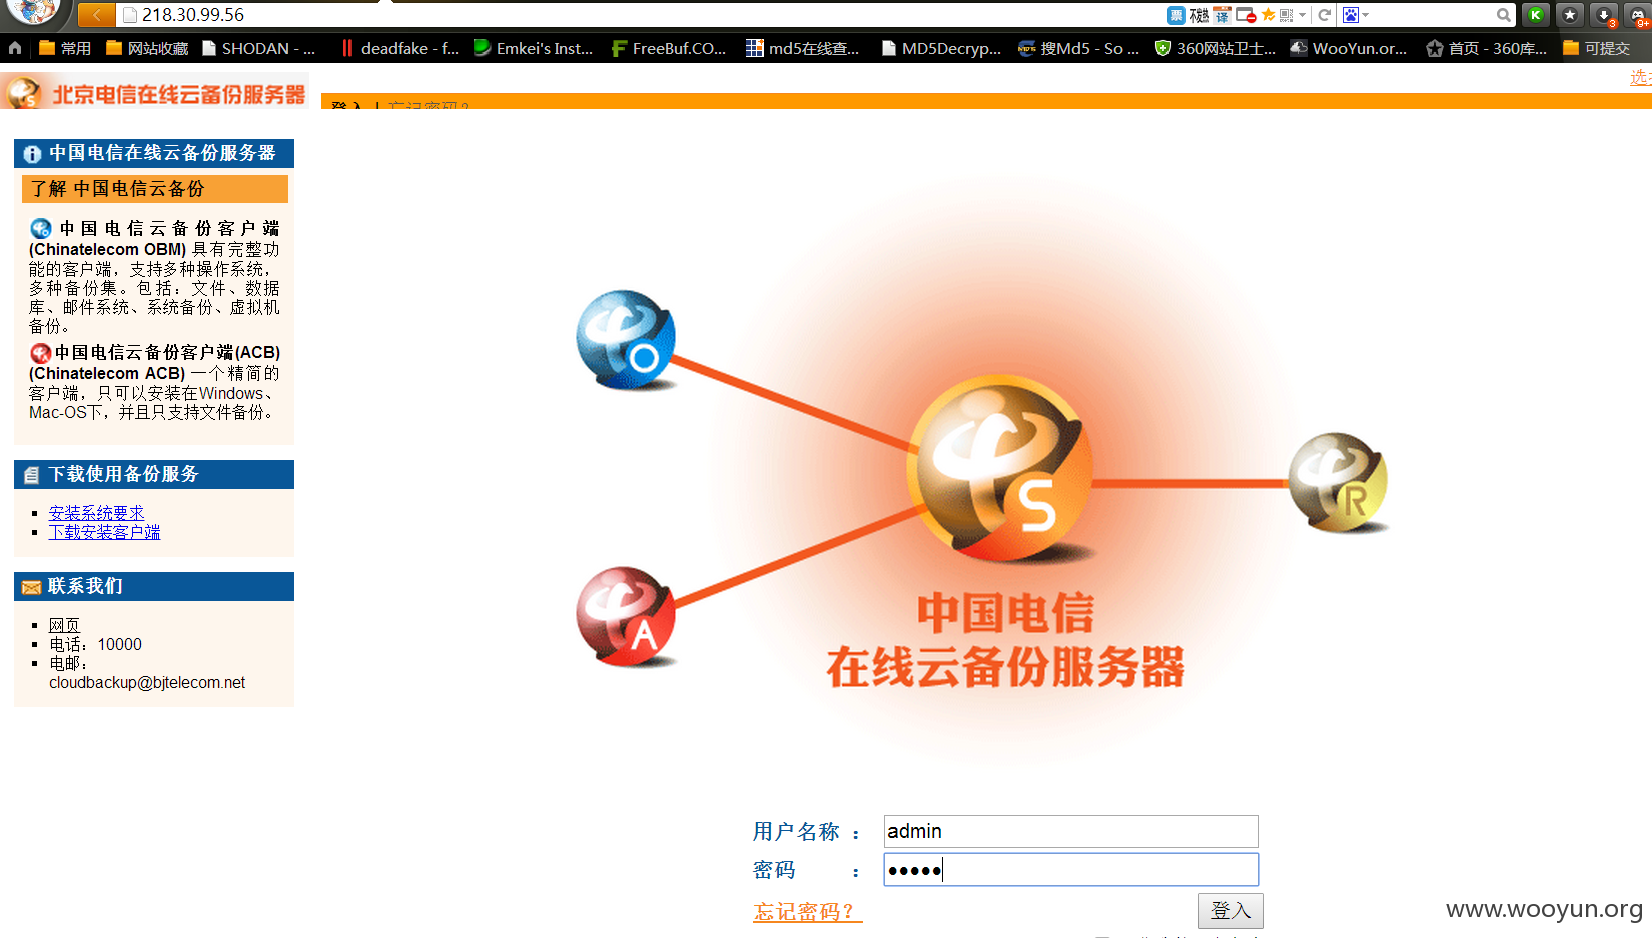 218.30.99.56
票 不发热 译
常用 网站收藏 SHODAN - ... deadfake - f... Emkei's Inst... FreeBuf.CO... md5在线查... MD5Decryp... 搜Md5 - So ... 360网站卫士... WooYun.or... 首页 - 360库... 可提交
北京电信在线云备份服务器
登入 | 忘记密码?
中国电信在线云备份服务器
了解 中国电信云备份
中国电信云备份客户端
(Chinatelecom OBM) 具有完整功
能的客户端，支持多种操作系统，
多种备份集。包括：文件、数据
库、邮件系统、系统备份、虚拟机
备份。
中国电信云备份客户端(ACB)
(Chinatelecom ACB) 一个精简的
客户端，只可以安装在Windows、
Mac-OS下，并且只支持文件备份。
下载使用备份服务
安装系统要求
下载安装客户端
联系我们
网页
电话：10000
电邮：
cloudbackup@bjtelecom.net
O
S
R
A
中国电信
在线云备份服务器
用户名称 ： admin
密码 ： •••••
忘记密码？
登入
www.wooyun.org